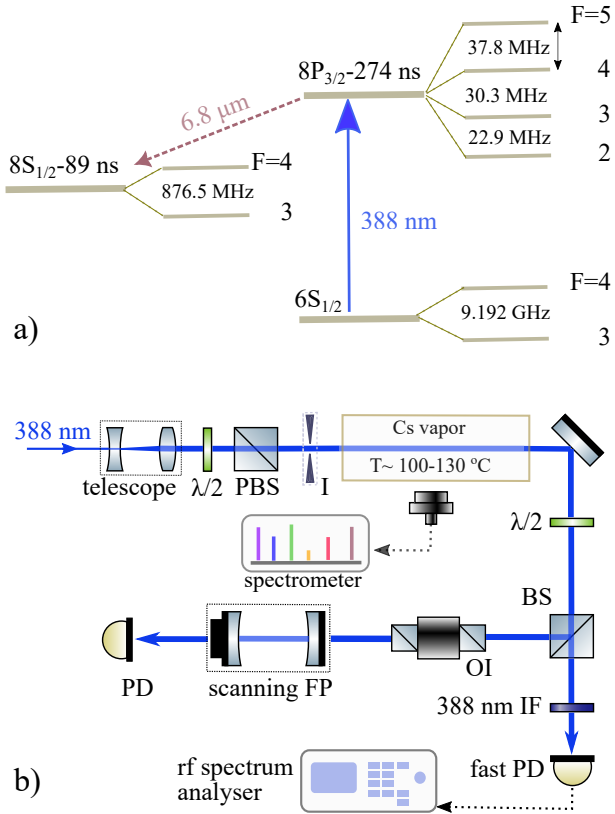 F=5
37.8 MHz
8P3/2-274 ns
4
30.3 MHz
3
22.9 MHz
2
6.8 μm
8S1/2-89 ns
F=4
876.5 MHz
3
388 nm
6S1/2
F=4
9.192 GHz
3
a)
388 nm
telescope
λ/2
PBS
I
Cs vapor
T~ 100-130 ºC
λ/2
spectrometer
BS
PD
scanning FP
OI
388 nm IF
fast PD
rf spectrum
analyser
b)